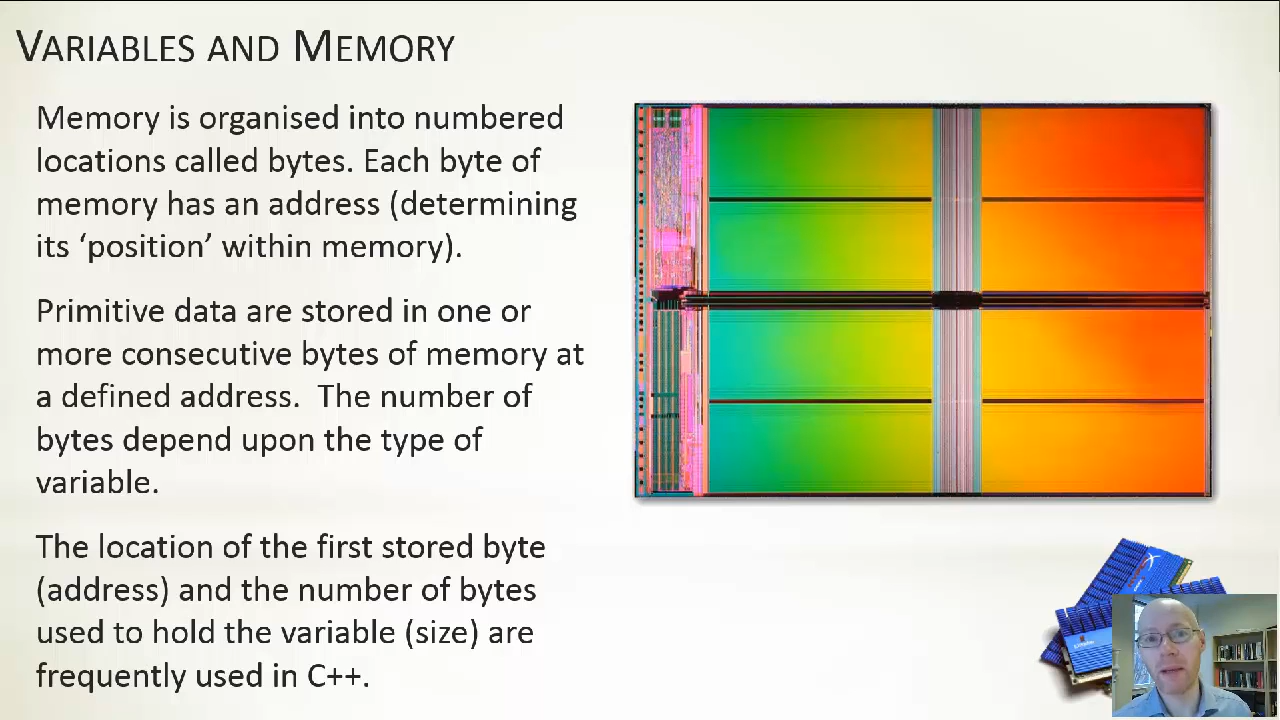 VARIABLES AND MEMORY
Memory is organised into numbered
locations called bytes. Each byte of
memory has an address (determining
its ‘position’ within memory).
Primitive data are stored in one or
more consecutive bytes of memory at
a defined address.  The number of
bytes depend upon the type of
variable.
The location of the first stored byte
(address) and the number of bytes
used to hold the variable (size) are
frequently used in C++.